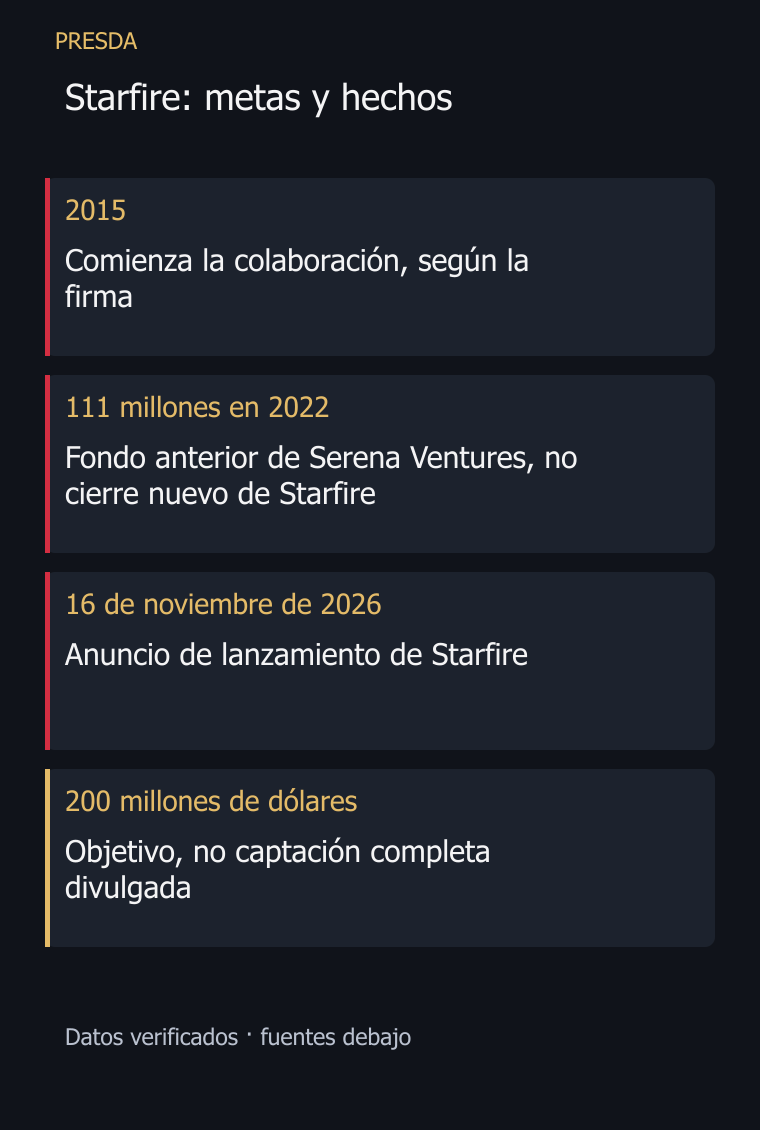 PRESDA
Starfire: metas y hechos
2015
Comienza la colaboración, según la
firma
111 millones en 2022
Fondo anterior de Serena Ventures, no
cierre nuevo de Starfire
16 de noviembre de 2026
Anuncio de lanzamiento de Starfire
200 millones de dólares
Objetivo, no captación completa
divulgada
Datos verificados · fuentes debajo